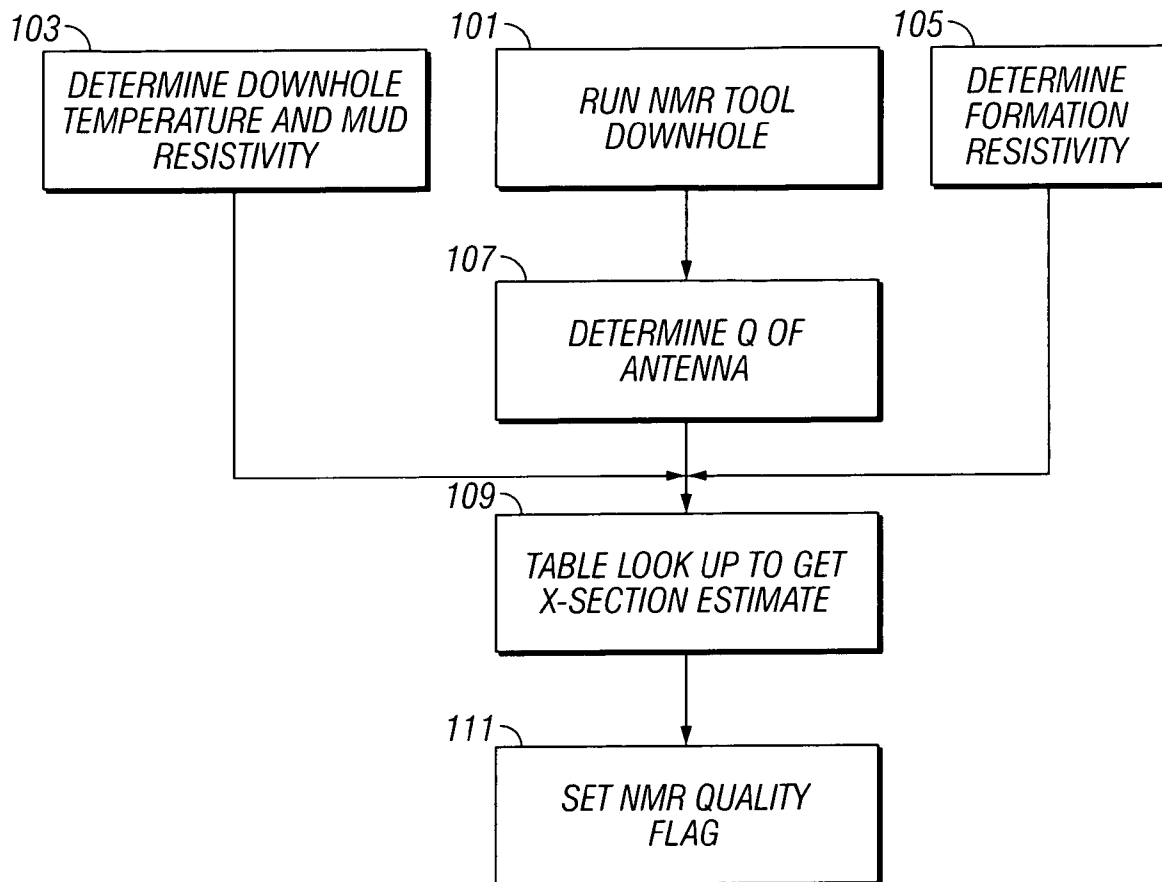 103
DETERMINE DOWNHOLE
TEMPERATURE AND MUD
RESISTIVITY
101
RUN NMR TOOL
DOWNHOLE
105
DETERMINE
FORMATION
RESISTIVITY
107
DETERMINE Q OF
ANTENNA
109
TABLE LOOK UP TO GET
X-SECTION ESTIMATE
111
SET NMR QUALITY
FLAG